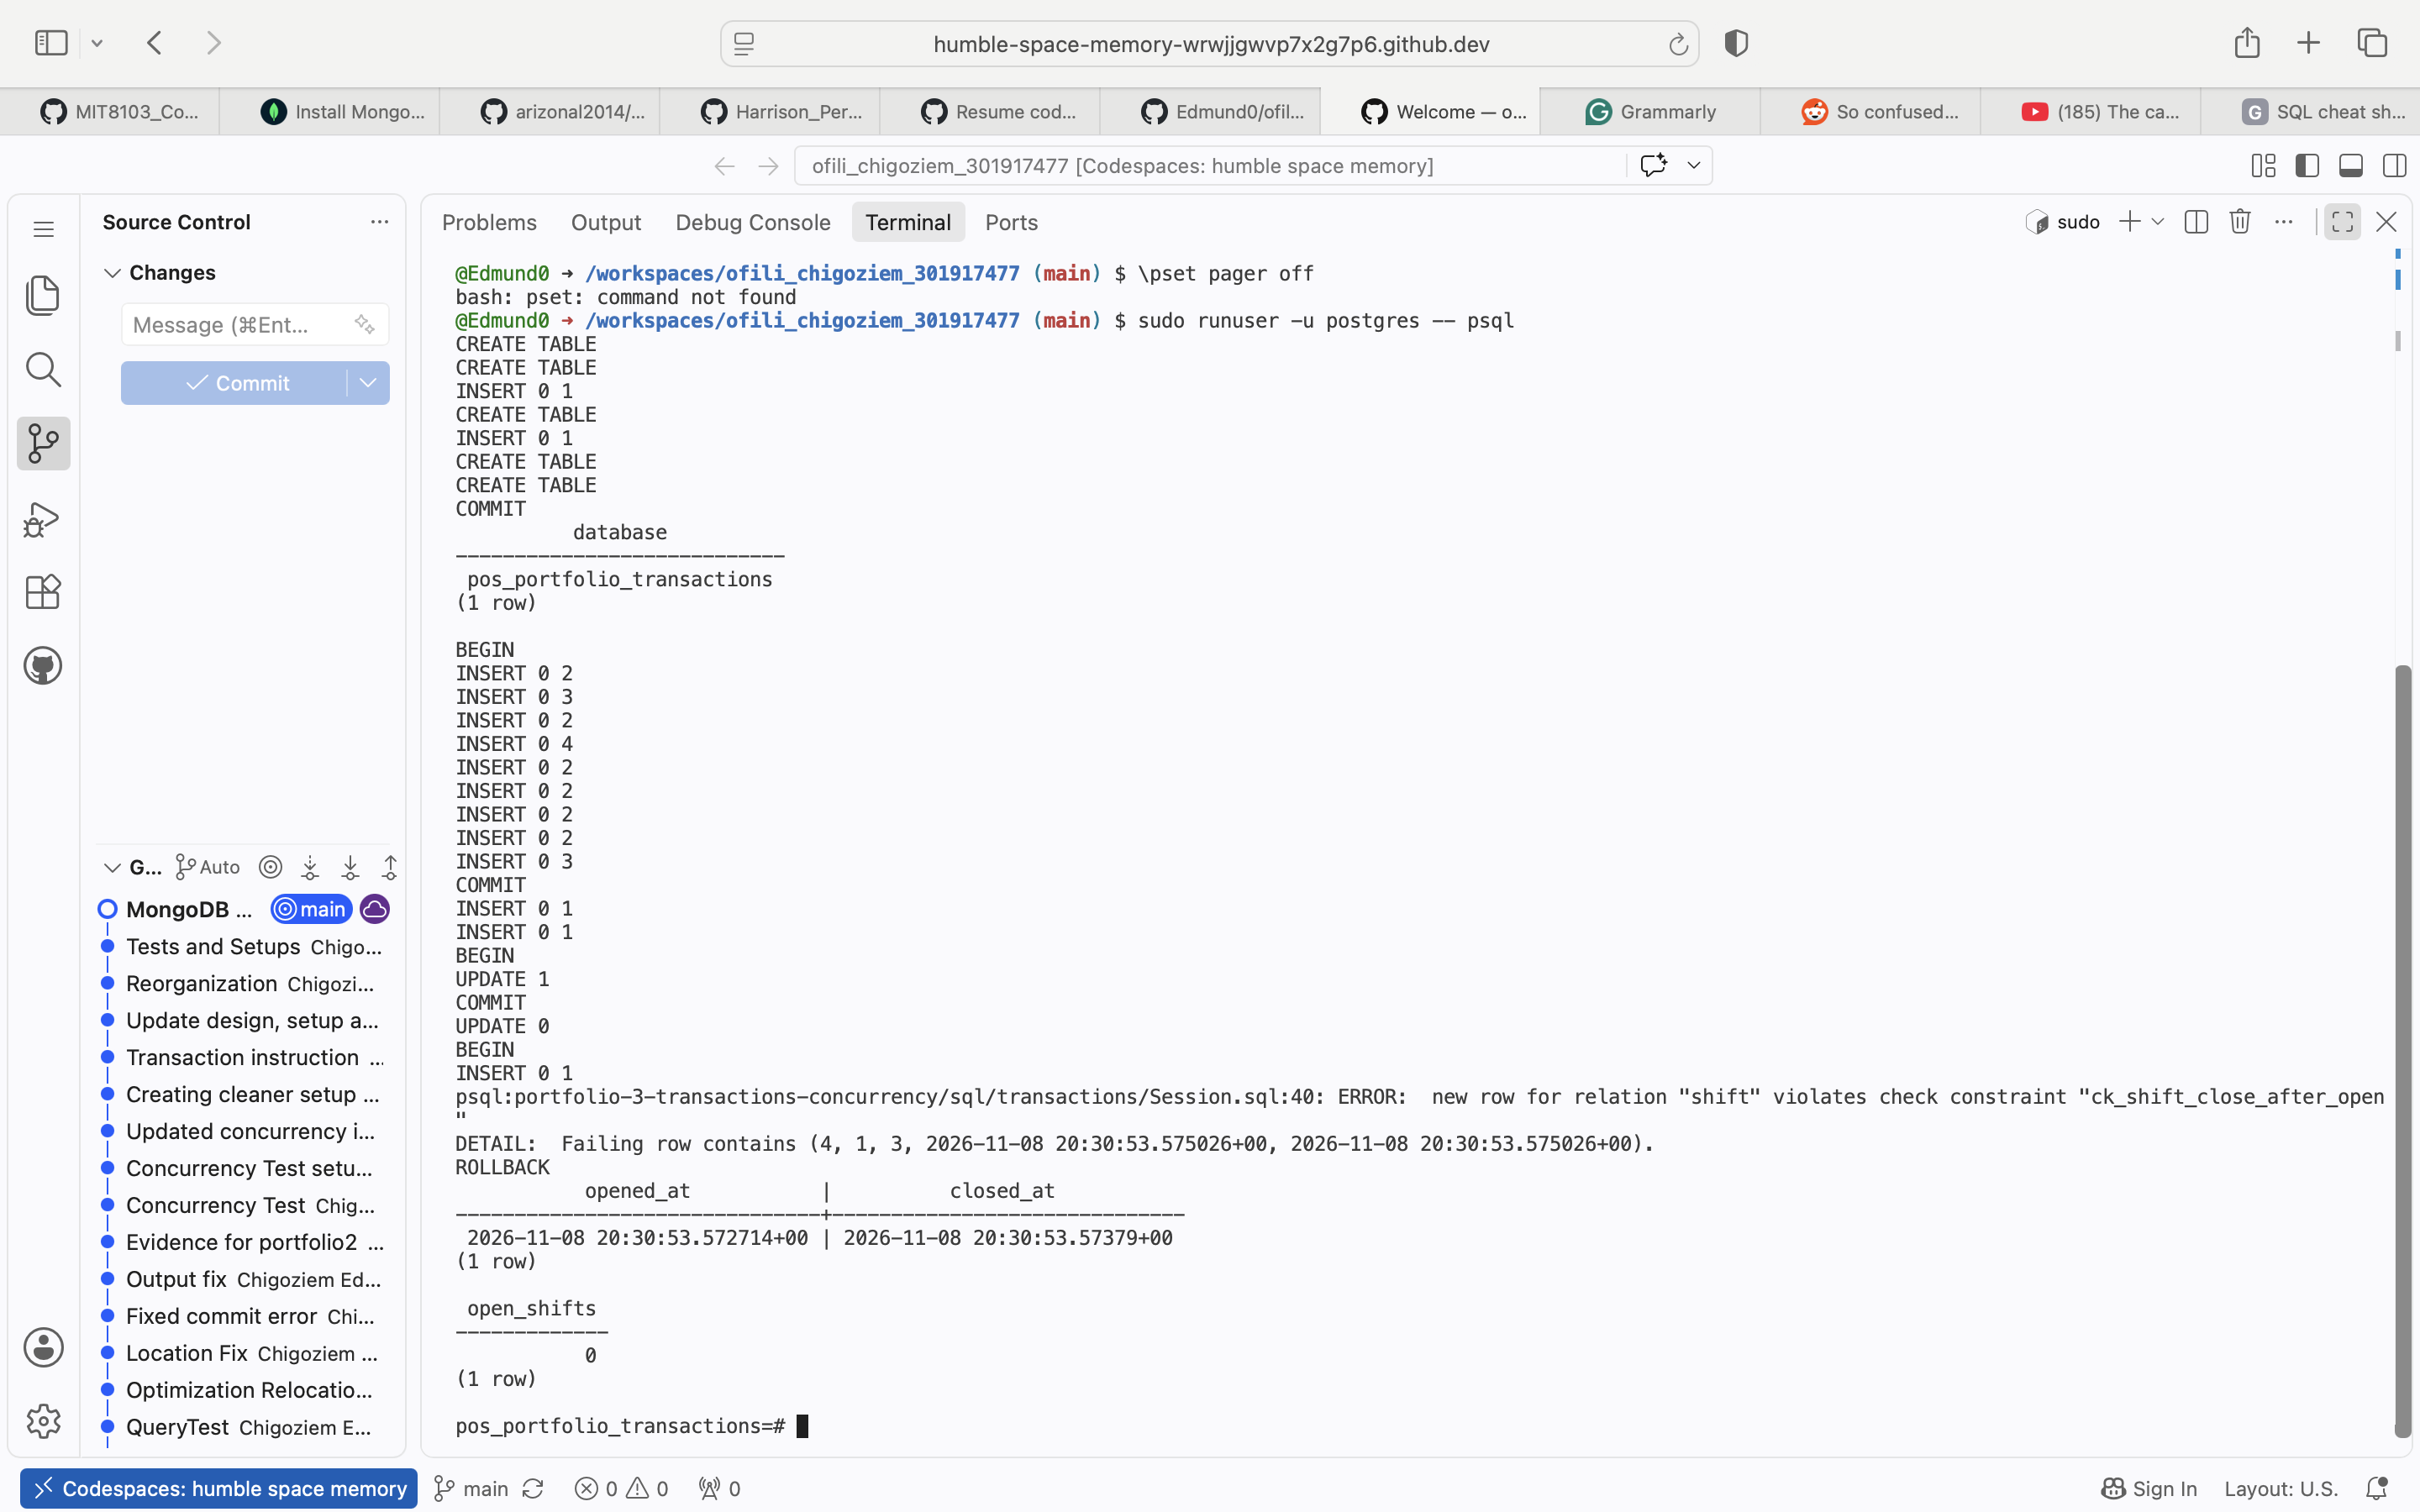 humble-space-memory-wrwjjgwvp7x2g7p6.github.dev
MIT8103_Co...
Install Mongo...
arizonal2014/...
Harrison_Per...
Resume cod...
Edmund0/ofil...
Welcome — o...
Grammarly
So confused...
(185) The ca...
G SQL cheat sh...
ofili_chigoziem_301917477 [Codespaces: humble space memory]
Source Control
Changes
Message (⌘Ent...
Commit
G... Auto
MongoDB ... main
Tests and Setups Chigo...
Reorganization Chigozi...
Update design, setup a...
Transaction instruction ...
Creating cleaner setup ...
Updated concurrency i...
Concurrency Test setu...
Concurrency Test Chig...
Evidence for portfolio2 ...
Output fix Chigoziem Ed...
Fixed commit error Chi...
Location Fix Chigoziem ...
Optimization Relocatio...
QueryTest Chigoziem E...
Problems Output Debug Console Terminal Ports
sudo
@Edmund0 → /workspaces/ofili_chigoziem_301917477 (main) $ \pset pager off
bash: pset: command not found
@Edmund0 → /workspaces/ofili_chigoziem_301917477 (main) $ sudo runuser -u postgres -- psql
CREATE TABLE
CREATE TABLE
INSERT 0 1
CREATE TABLE
INSERT 0 1
CREATE TABLE
CREATE TABLE
COMMIT
database
----------------------------
pos_portfolio_transactions
(1 row)
BEGIN
INSERT 0 2
INSERT 0 3
INSERT 0 2
INSERT 0 4
INSERT 0 2
INSERT 0 2
INSERT 0 2
INSERT 0 2
INSERT 0 3
COMMIT
INSERT 0 1
INSERT 0 1
BEGIN
UPDATE 1
COMMIT
UPDATE 0
BEGIN
INSERT 0 1
psql:portfolio-3-transactions-concurrency/sql/transactions/Session.sql:40: ERROR:  new row for relation "shift" violates check constraint "ck_shift_close_after_open
"
DETAIL:  Failing row contains (4, 1, 3, 2026-11-08 20:30:53.575026+00, 2026-11-08 20:30:53.575026+00).
ROLLBACK
opened_at | closed_at
-------------------------------+------------------------------
2026-11-08 20:30:53.572714+00 | 2026-11-08 20:30:53.57379+00
(1 row)
open_shifts
-------------
0
(1 row)
pos_portfolio_transactions=#
Codespaces: humble space memory
main
0
0
0
Sign In
Layout: U.S.